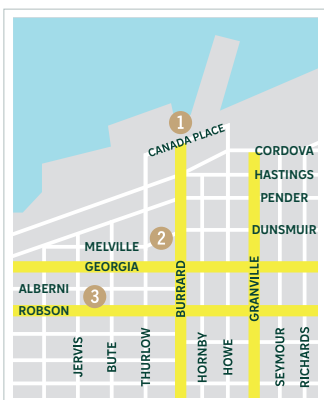 1
CANADA PLACE
CORDOVA
HASTINGS
PENDER
DUNSMUIR
2
MELVILLE
GEORGIA
ALBERNI
3
ROBSON
JERVIS
BUTE
THURLOW
BURRARD
HORNBY
HOWE
GRANVILLE
SEYMOUR
RICHARDS